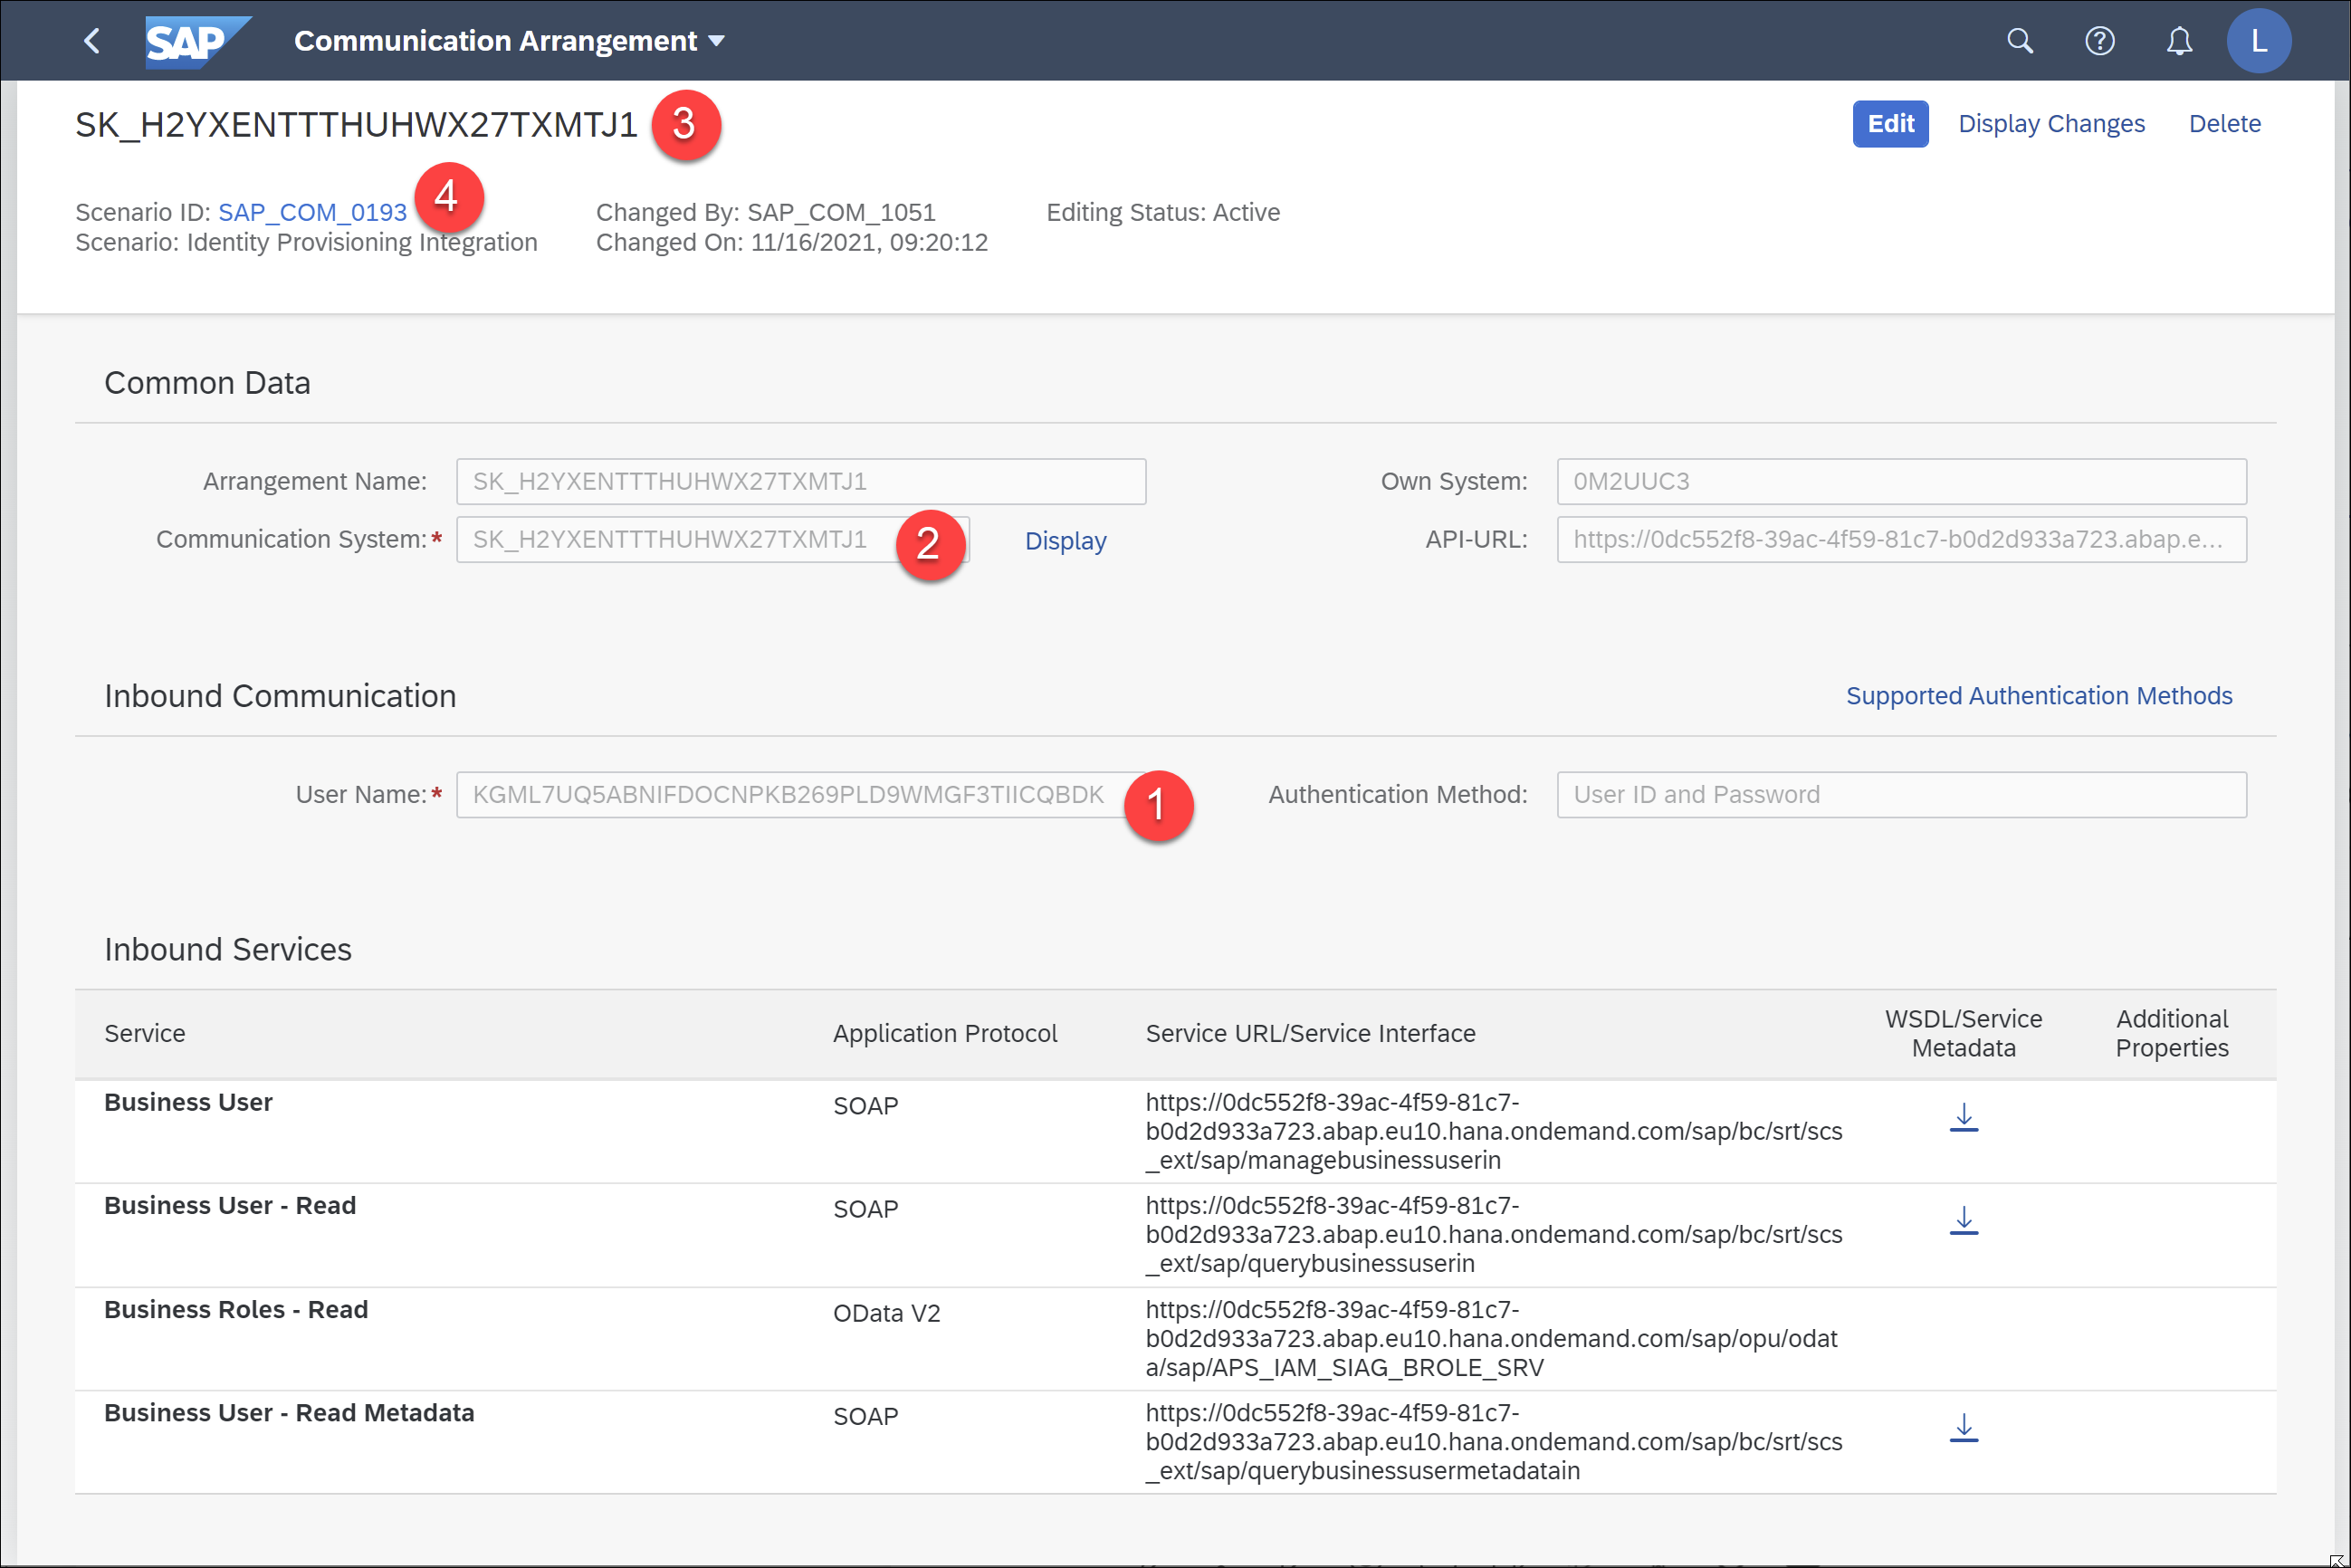 SAP
Communication Arrangement
L
SK_H2YXENTTTHUHWX27TXMTJ1
3
Edit
Display Changes
Delete
4
Scenario ID: SAP_COM_0193
Changed By: SAP_COM_1051
Editing Status: Active
Scenario: Identity Provisioning Integration
Changed On: 11/16/2021, 09:20:12
Common Data
Arrangement Name:
SK_H2YXENTTTHUHWX27TXMTJ1
Own System:
0M2UUC3
Communication System:*
SK_H2YXENTTTHUHWX27TXMTJ1
2
Display
API-URL:
https://0dc552f8-39ac-4f59-81c7-b0d2d933a723.abap.e...
Inbound Communication
Supported Authentication Methods
User Name:*
KGML7UQ5ABNIFDOCNPKB269PLD9WMGF3TIICQBDK
1
Authentication Method:
User ID and Password
Inbound Services
Service
Application Protocol
Service URL/Service Interface
WSDL/Service
Metadata
Additional
Properties
Business User
SOAP
https://0dc552f8-39ac-4f59-81c7-
b0d2d933a723.abap.eu10.hana.ondemand.com/sap/bc/srt/scs
_ext/sap/managebusinessuserin
Business User - Read
SOAP
https://0dc552f8-39ac-4f59-81c7-
b0d2d933a723.abap.eu10.hana.ondemand.com/sap/bc/srt/scs
_ext/sap/querybusinessuserin
Business Roles - Read
OData V2
https://0dc552f8-39ac-4f59-81c7-
b0d2d933a723.abap.eu10.hana.ondemand.com/sap/opu/odat
a/sap/APS_IAM_SIAG_BROLE_SRV
Business User - Read Metadata
SOAP
https://0dc552f8-39ac-4f59-81c7-
b0d2d933a723.abap.eu10.hana.ondemand.com/sap/bc/srt/scs
_ext/sap/querybusinessusermetadatain